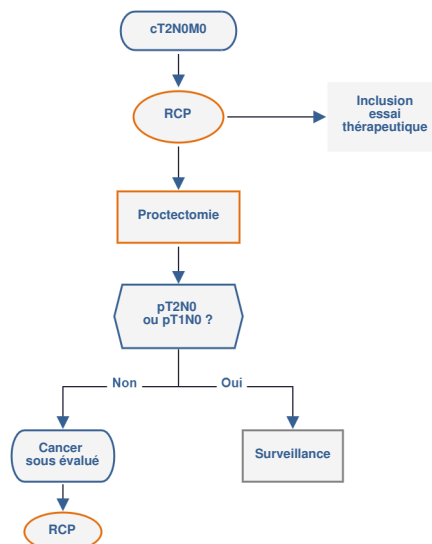 cT2N0M0
RCP
Inclusion
essai
thérapeutique
Proctectomie
pT2N0
ou pT1N0 ?
Non
Oui
Cancer
sous évalué
Surveillance
RCP